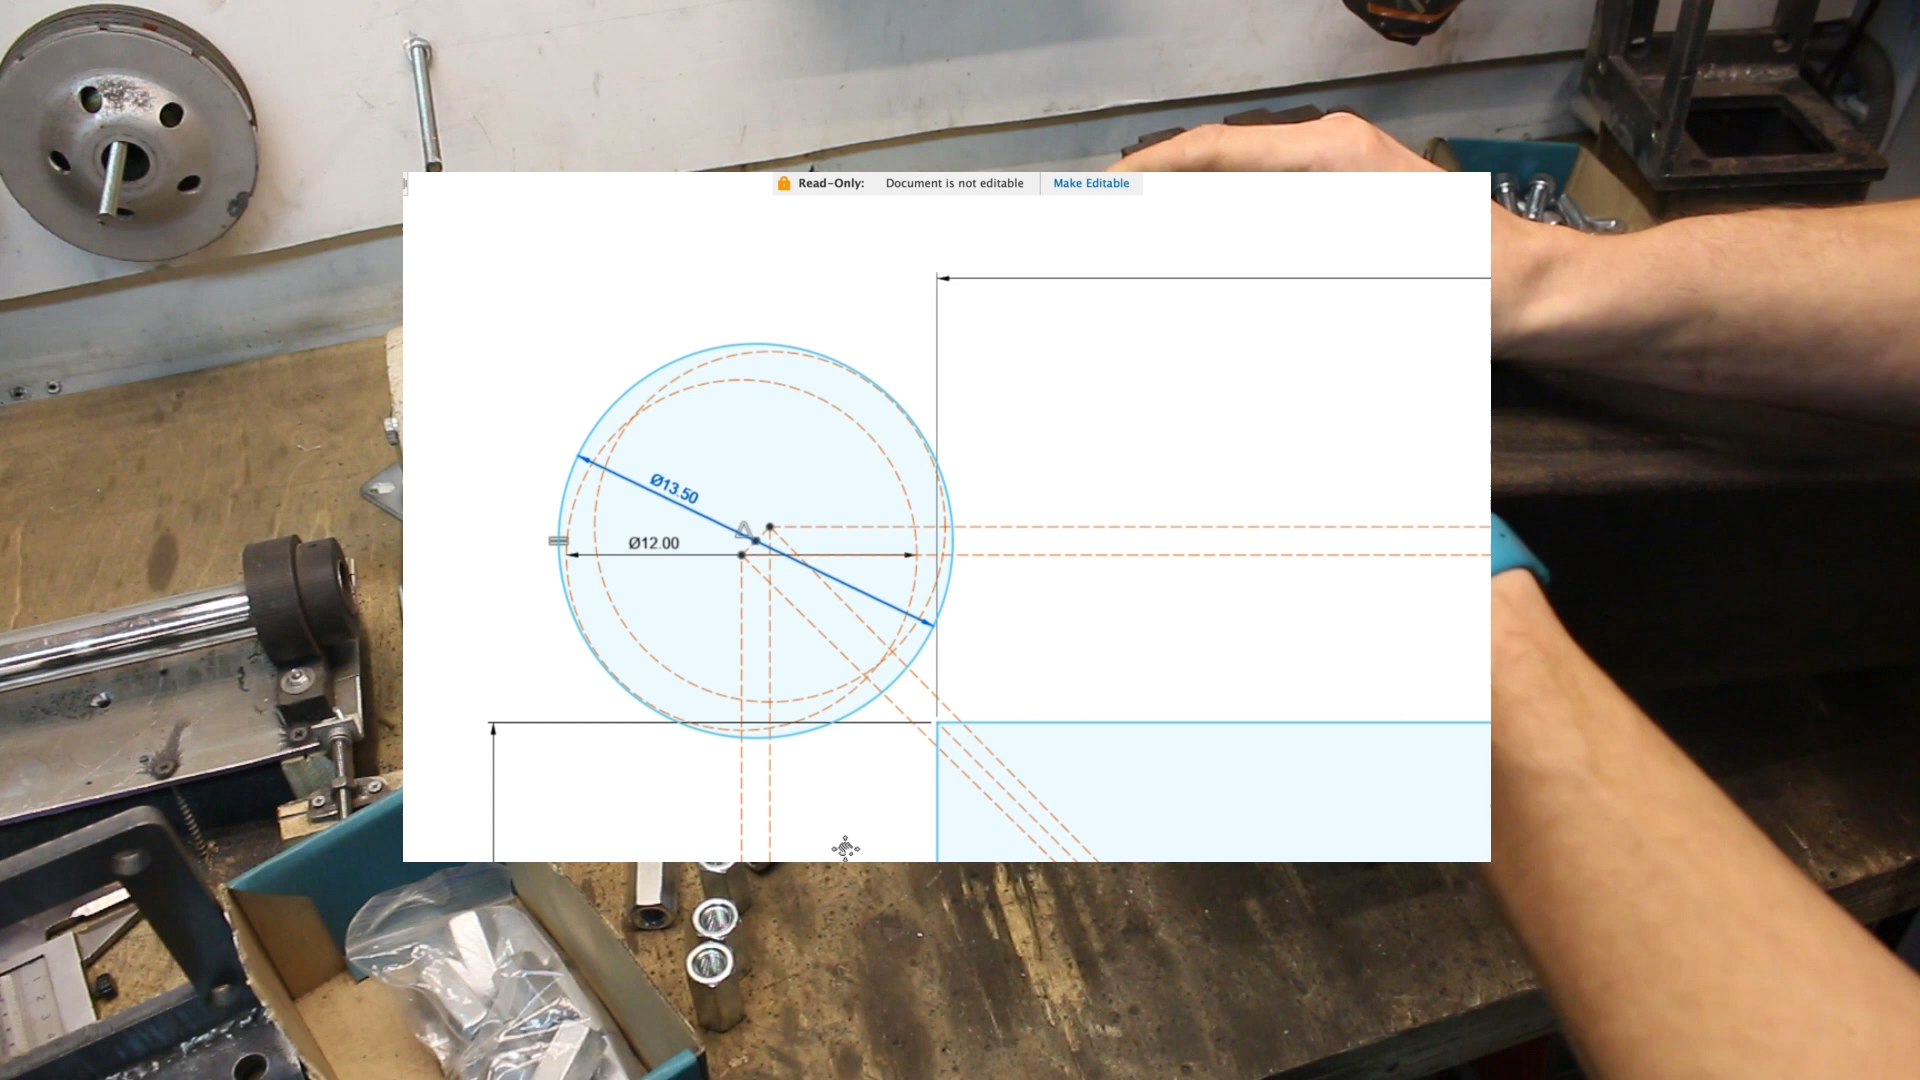 Read-Only: Document is not editable Make Editable
Ø13.50
Ø12.00